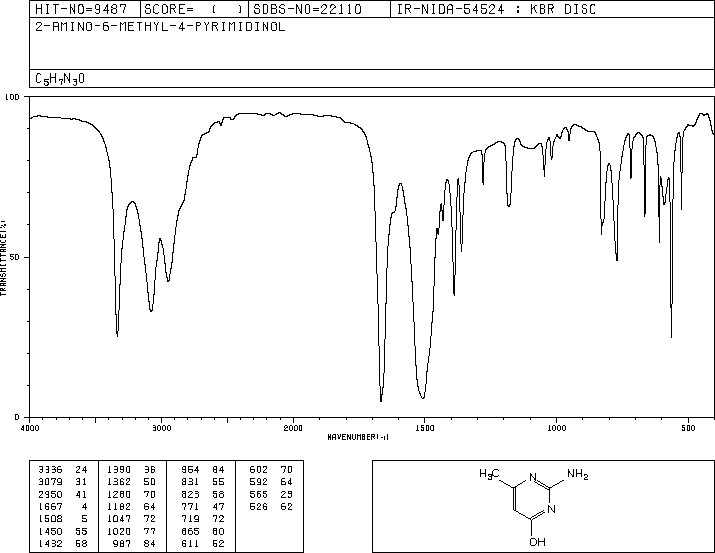 HIT-NO=9487 SCORE= ( ) SDBS-NO=22110 IR-NIDA-54524 : KBR DISC
2-AMINO-6-METHYL-4-PYRIMIDINOL
C5H7N3O
100
TRANSMITTANCE(%)
50
0
4000 3000 2000 1500 1000 500
WAVENUMBER(-1)
3336 24 1390 36 954 84 602 70
3079 31 1362 50 831 55 592 64
2950 41 1280 70 823 58 565 23
1667 4 1182 64 771 47 526 62
1508 5 1047 72 719 72
1450 55 1020 77 665 60
1432 58 987 84 611 52
H3C N NH2
N
OH